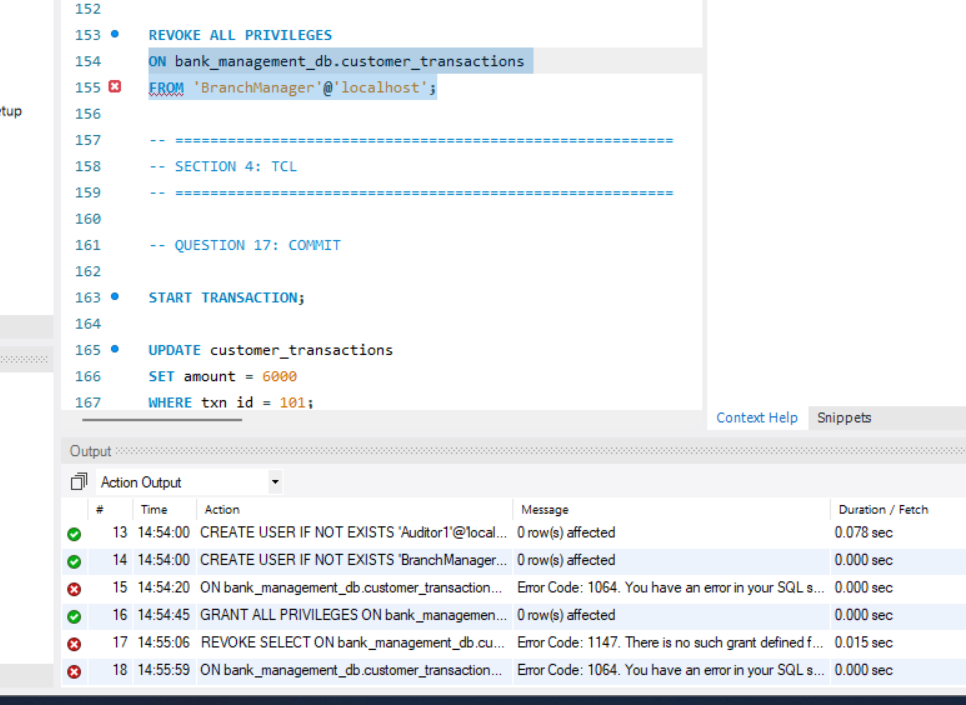 152
153 REVOKE ALL PRIVILEGES
154 ON bank_management_db.customer_transactions
155 FROM 'BranchManager'@'localhost';
etup
156
157 -- =========================================================
158 -- SECTION 4: TCL
159 -- =========================================================
160
161 -- QUESTION 17: COMMIT
162
163 START TRANSACTION;
164
165 UPDATE customer_transactions
166 SET amount = 6000
167 WHERE txn_id = 101;
Context Help Snippets
Output
Action Output
# Time Action Message Duration / Fetch
13 14:54:00 CREATE USER IF NOT EXISTS 'Auditor1'@'local... 0 row(s) affected 0.078 sec
14 14:54:00 CREATE USER IF NOT EXISTS 'BranchManager... 0 row(s) affected 0.000 sec
15 14:54:20 ON bank_management_db.customer_transaction... Error Code: 1064. You have an error in your SQL s... 0.000 sec
16 14:54:45 GRANT ALL PRIVILEGES ON bank_managemen... 0 row(s) affected 0.000 sec
17 14:55:06 REVOKE SELECT ON bank_management_db.cu... Error Code: 1147. There is no such grant defined f... 0.015 sec
18 14:55:59 ON bank_management_db.customer_transaction... Error Code: 1064. You have an error in your SQL s... 0.000 sec